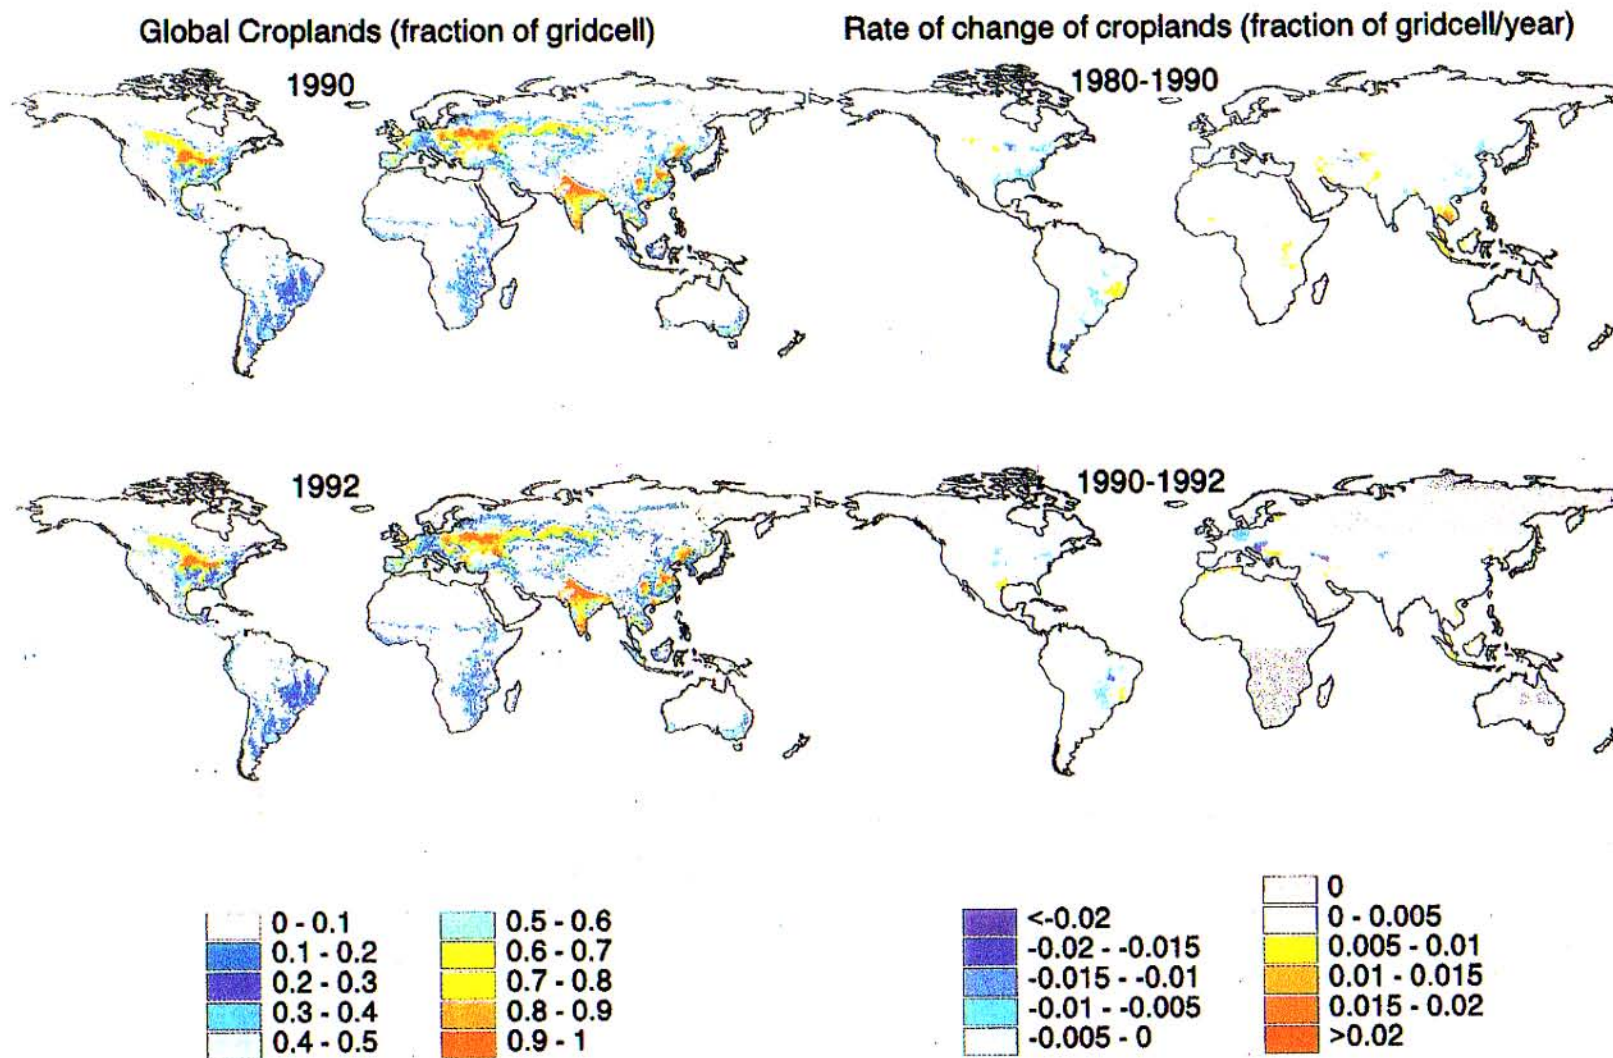 Global Croplands (fraction of gridcell)
Rate of change of croplands (fraction of gridcell/year)
1990
1980-1990
1992
1990-1992
0 - 0.1
0.1 - 0.2
0.2 - 0.3
0.3 - 0.4
0.4 - 0.5
0.5 - 0.6
0.6 - 0.7
0.7 - 0.8
0.8 - 0.9
0.9 - 1
<-0.02
-0.02 - -0.015
-0.015 - -0.01
-0.01 - -0.005
-0.005 - 0
0
0 - 0.005
0.005 - 0.01
0.01 - 0.015
0.015 - 0.02
>0.02